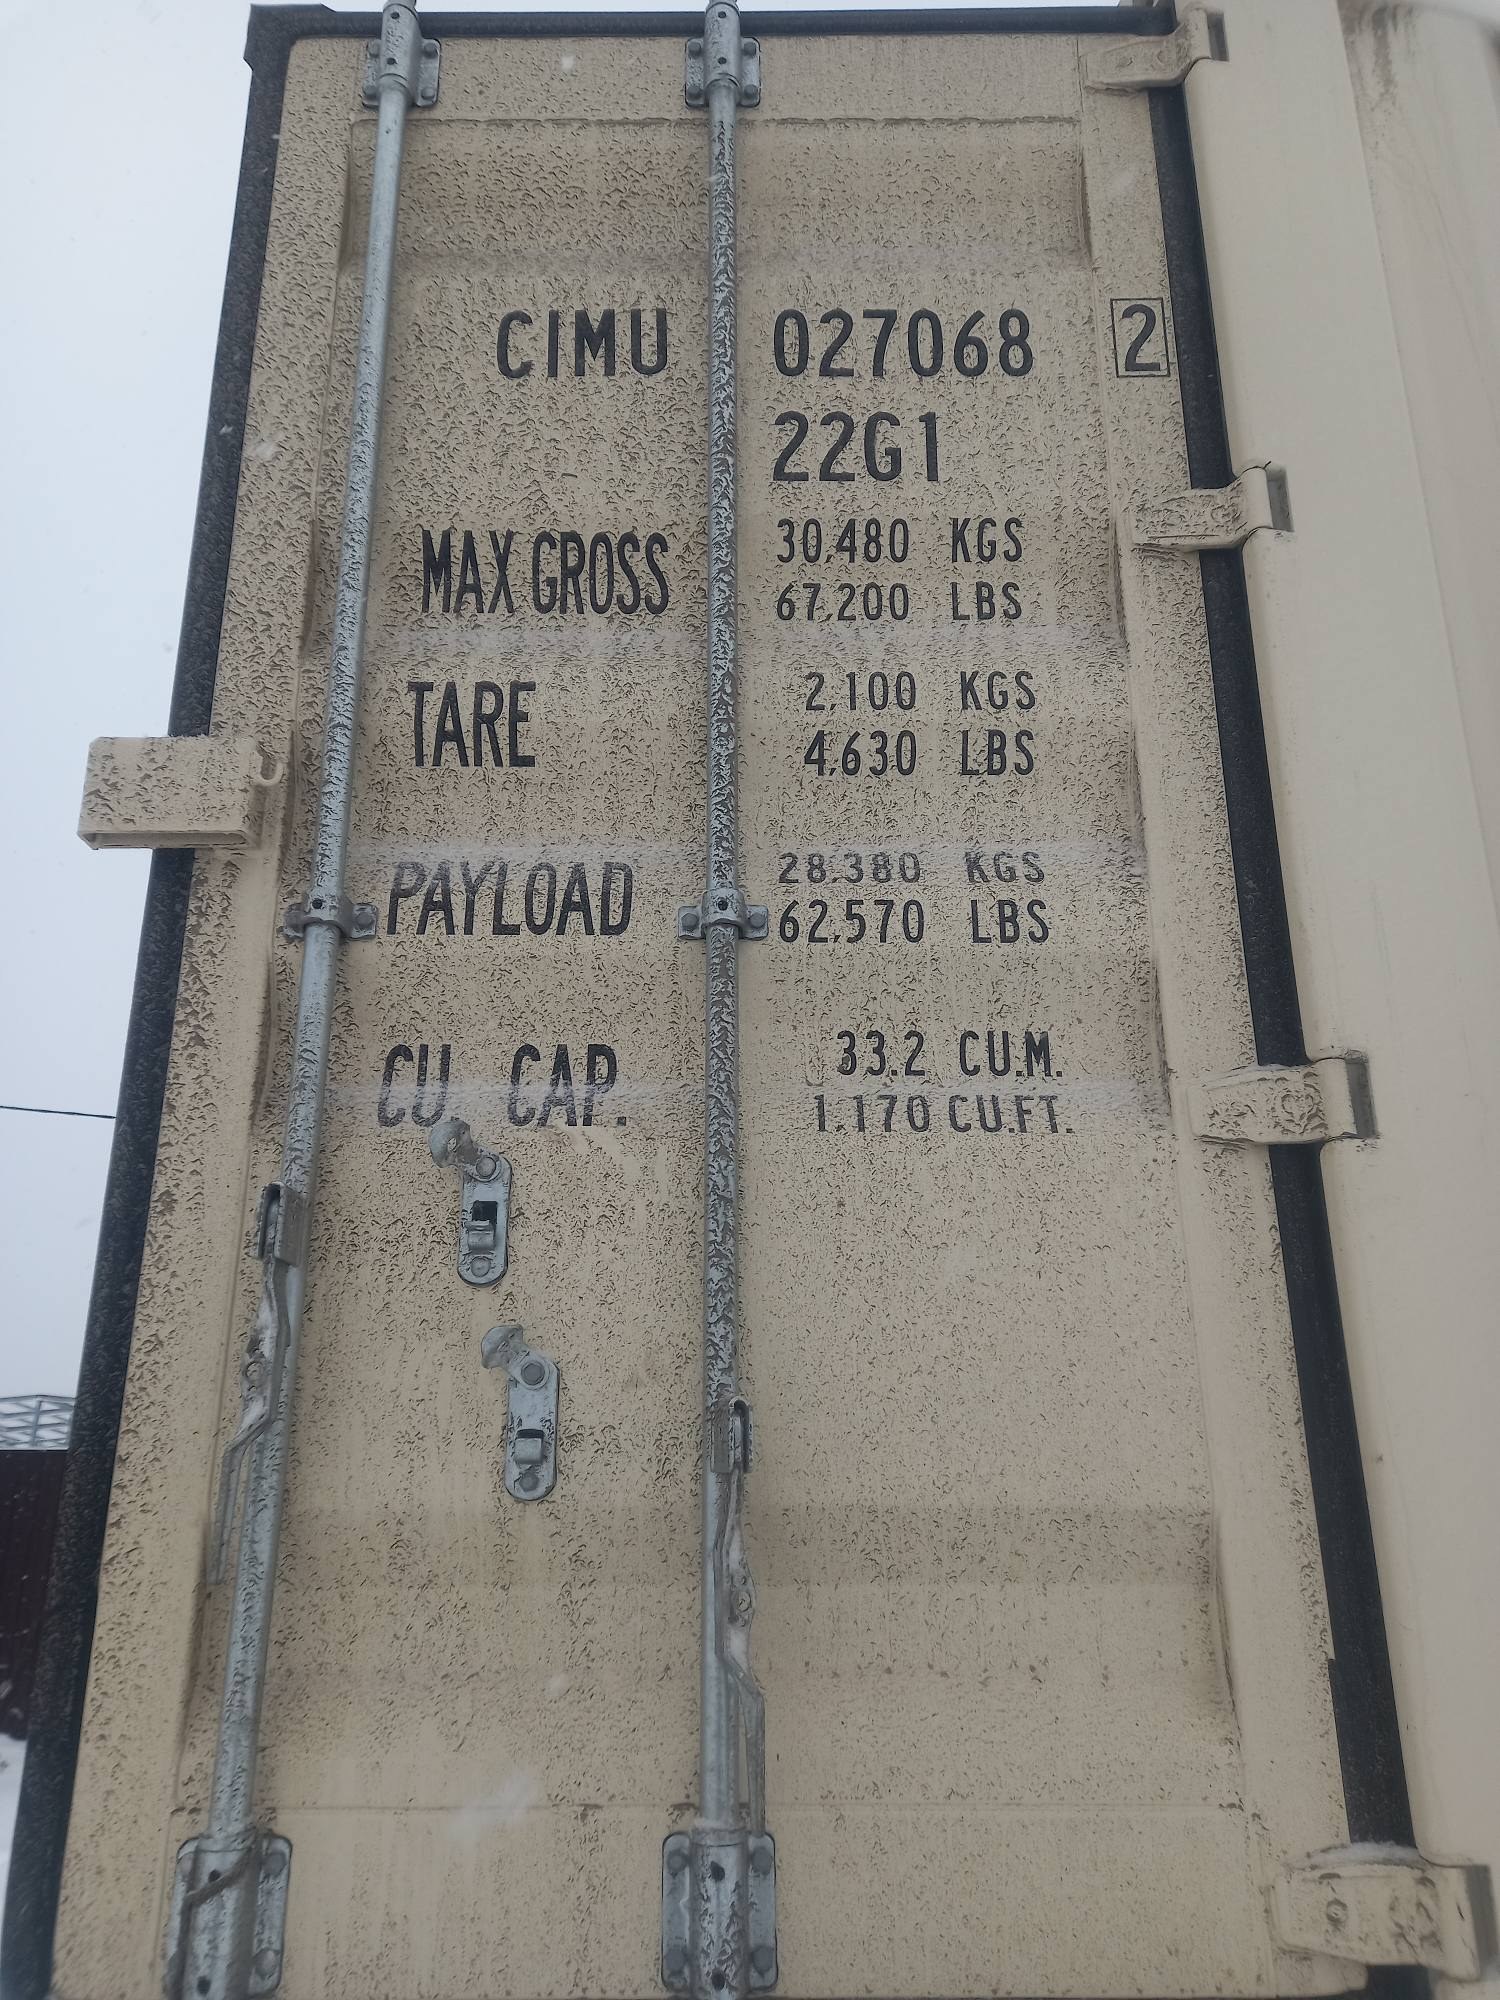 CIMU 027068 2
22G1
MAX GROSS 30,480 KGS
67,200 LBS
TARE 2,100 KGS
4,630 LBS
PAYLOAD 28.380 KGS
62,570 LBS
CU. CAP. 33.2 CU.M.
1.170 CU.FT.